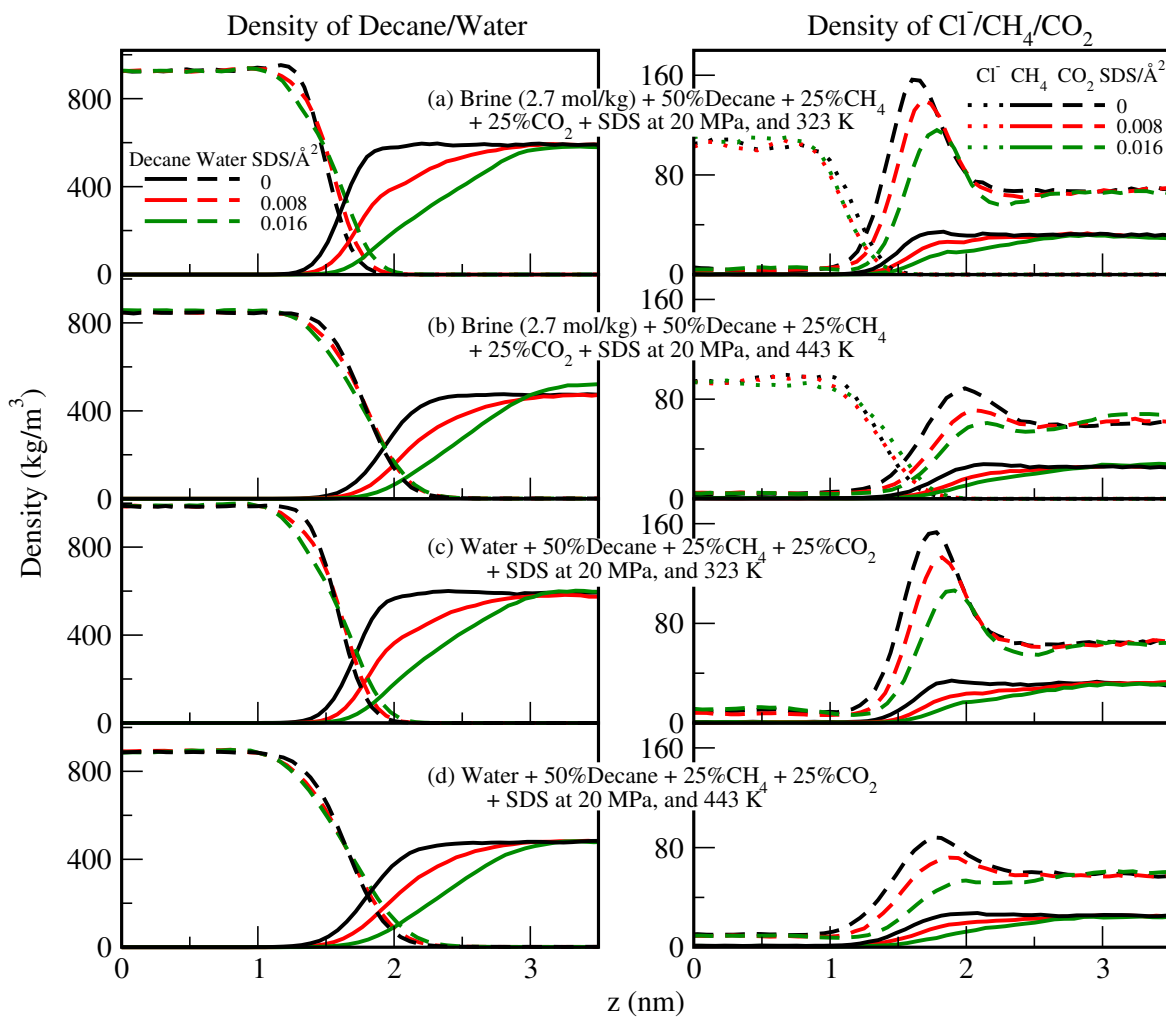 Density of Decane/Water
Density of Cl⁻/CH₄/CO₂
800
400
0
(a) Brine (2.7 mol/kg) + 50%Decane + 25%CH₄
+ 25%CO₂ + SDS at 20 MPa, and 323 K
Decane Water SDS/Å²
0
0.008
0.016
160
80
0
Cl⁻ CH₄ CO₂ SDS/Å²
0
0.008
0.016
800
400
0
(b) Brine (2.7 mol/kg) + 50%Decane + 25%CH₄
+ 25%CO₂ + SDS at 20 MPa, and 443 K
160
80
0
Density (kg/m³)
800
400
0
(c) Water + 50%Decane + 25%CH₄ + 25%CO₂
+ SDS at 20 MPa, and 323 K
160
80
0
800
400
0
(d) Water + 50%Decane + 25%CH₄ + 25%CO₂
+ SDS at 20 MPa, and 443 K
160
80
0
0 1 2 3
0 1 2 3
z (nm)